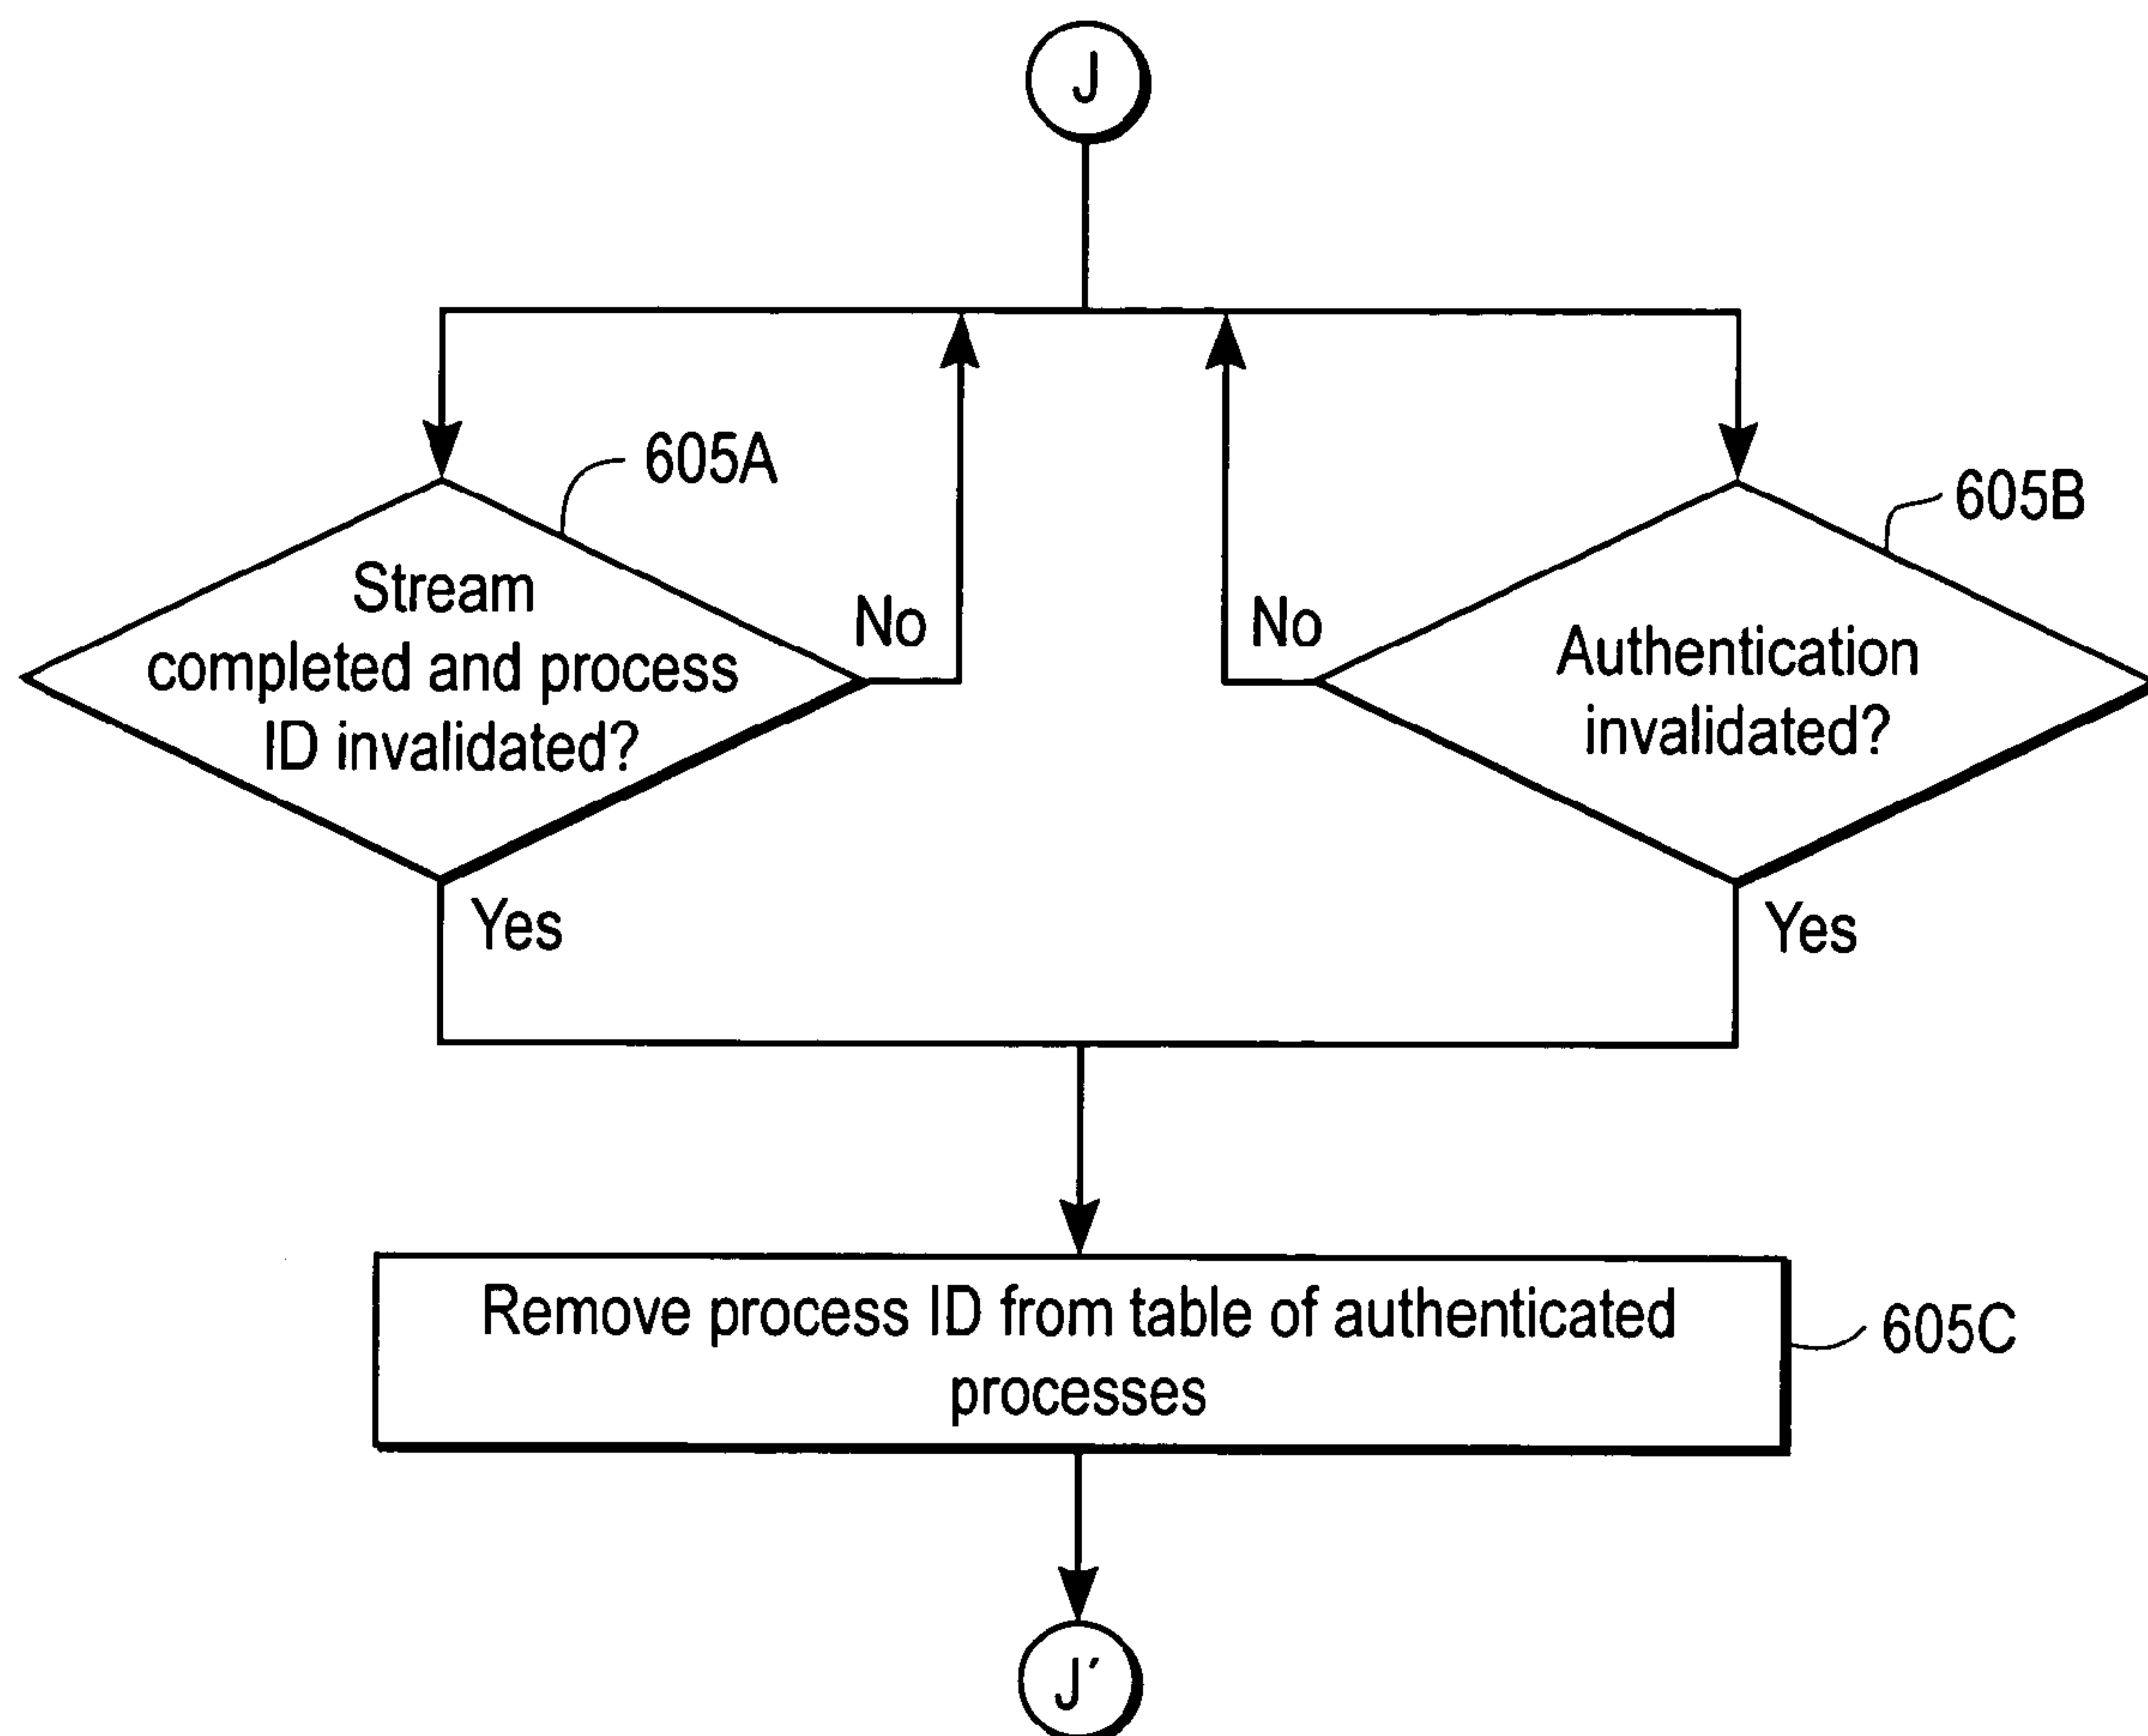 J
605A
605B
Stream
completed and process
ID invalidated?
No
No
Authentication
invalidated?
Yes
Yes
Remove process ID from table of authenticated
processes
605C
J´